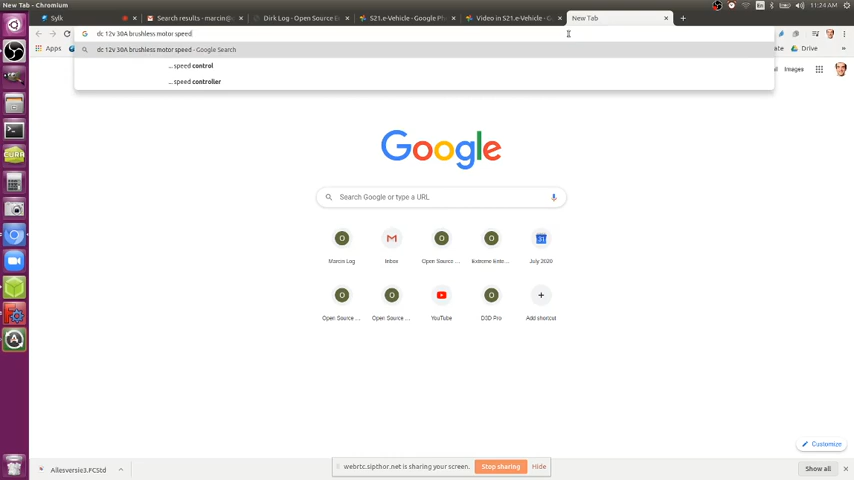 New Tab - Chromium
En
11:24 AM
Sylk
Search results - marcin@
Dirk Log - Open Source E
S21.e-Vehicle - Google Ph
Video in S21.e-Vehicle - G
New Tab
dc 12v 30A brushless motor speed
dc 12v 30A brushless motor speed - Google Search
... speed control
... speed controller
Apps
Drive
Images
Google
Search Google or type a URL
Marcin Log
Inbox
Open Source ...
Extreme Ente...
July 2020
Open Source ...
Open Source ...
YouTube
D3D Pro
Add shortcut
Customize
webrtc.sipthor.net is sharing your screen.
Stop sharing
Hide
Allesversie3.FCStd
Show all